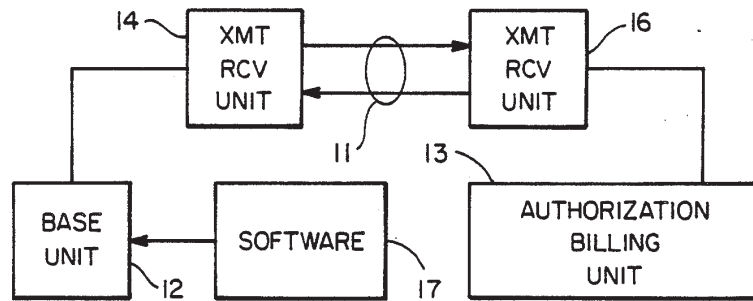 14
XMT
RCV
UNIT
11
XMT
RCV
UNIT
16
13
BASE
UNIT
12
SOFTWARE
17
AUTHORIZATION
BILLING
UNIT